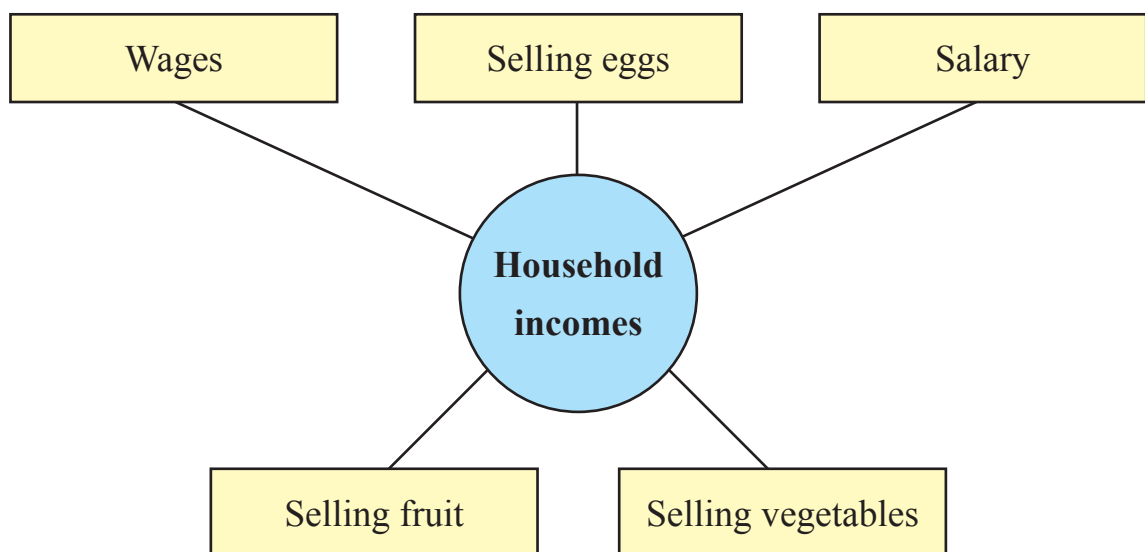 Wages
Selling eggs
Salary
Household
incomes
Selling fruit
Selling vegetables